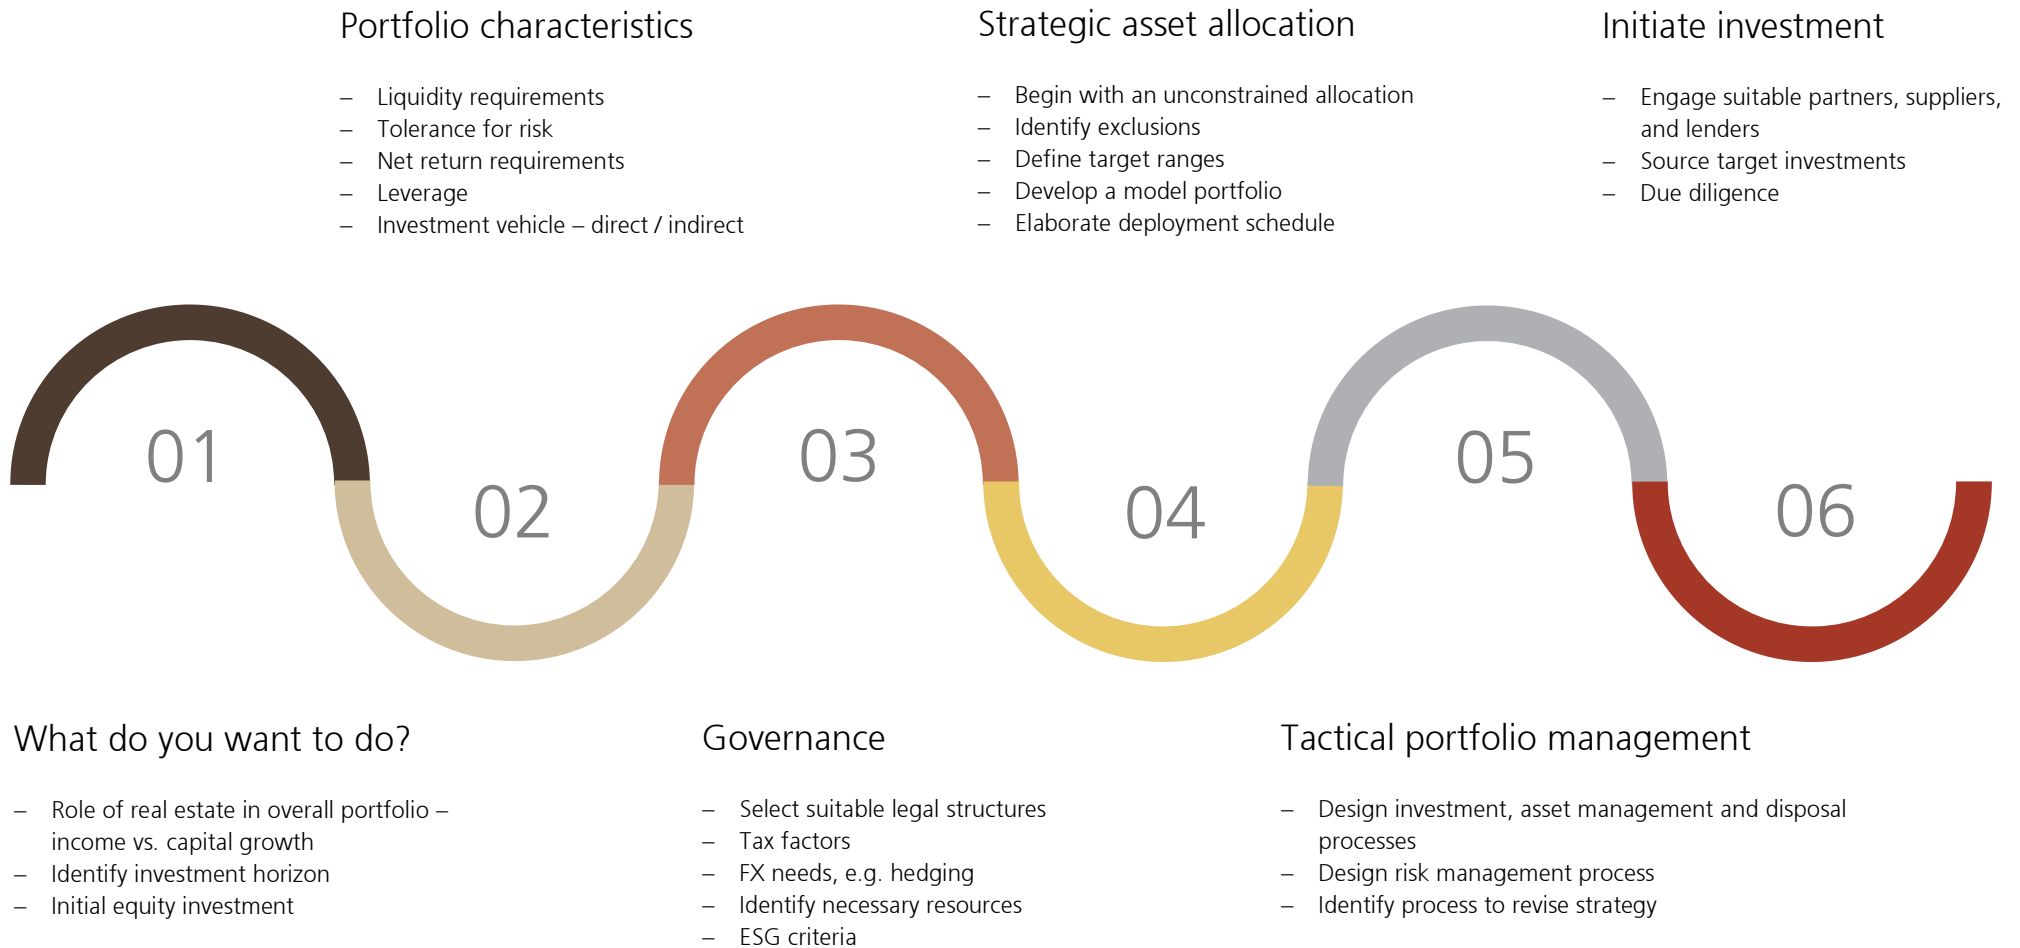 Portfolio characteristics
– Liquidity requirements
– Tolerance for risk
– Net return requirements
– Leverage
– Investment vehicle – direct / indirect
Strategic asset allocation
– Begin with an unconstrained allocation
– Identify exclusions
– Define target ranges
– Develop a model portfolio
– Elaborate deployment schedule
Initiate investment
– Engage suitable partners, suppliers,
and lenders
– Source target investments
– Due diligence
01
02
03
04
05
06
What do you want to do?
– Role of real estate in overall portfolio –
income vs. capital growth
– Identify investment horizon
– Initial equity investment
Governance
– Select suitable legal structures
– Tax factors
– FX needs, e.g. hedging
– Identify necessary resources
– ESG criteria
Tactical portfolio management
– Design investment, asset management and disposal
processes
– Design risk management process
– Identify process to revise strategy